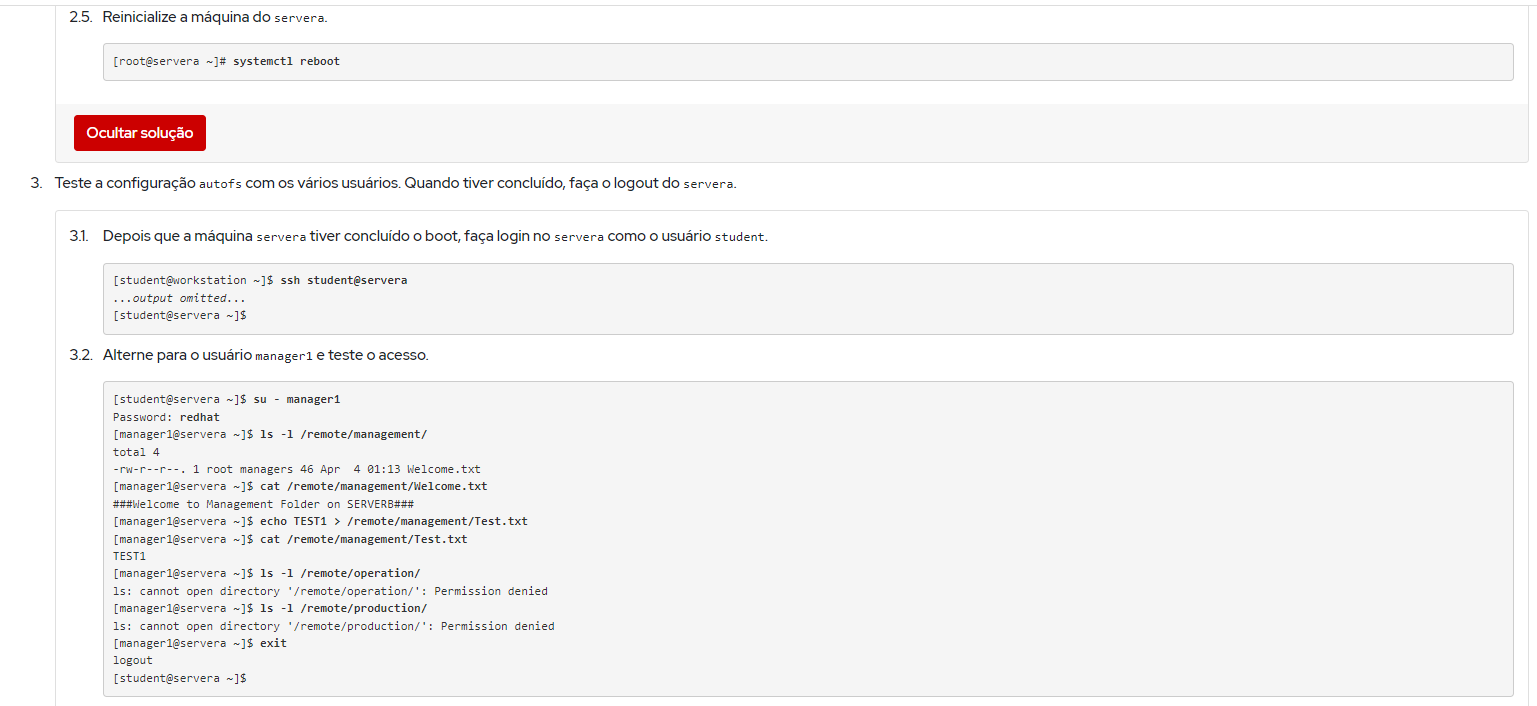 2.5. Reinicialize a máquina do servera.
[root@servera ~]# systemctl reboot
Ocultar solução
3. Teste a configuração autofs com os vários usuários. Quando tiver concluído, faça o logout do servera.
3.1. Depois que a máquina servera tiver concluído o boot, faça login no servera como o usuário student.
[student@workstation ~]$ ssh student@servera
...output omitted...
[student@servera ~]$
3.2. Alterne para o usuário manager1 e teste o acesso.
[student@servera ~]$ su - manager1
Password: redhat
[manager1@servera ~]$ ls -l /remote/management/
total 4
-rw-r--r--. 1 root managers 46 Apr  4 01:13 Welcome.txt
[manager1@servera ~]$ cat /remote/management/Welcome.txt
###Welcome to Management Folder on SERVERB###
[manager1@servera ~]$ echo TEST1 > /remote/management/Test.txt
[manager1@servera ~]$ cat /remote/management/Test.txt
TEST1
[manager1@servera ~]$ ls -l /remote/operation/
ls: cannot open directory '/remote/operation/': Permission denied
[manager1@servera ~]$ ls -l /remote/production/
ls: cannot open directory '/remote/production/': Permission denied
[manager1@servera ~]$ exit
logout
[student@servera ~]$